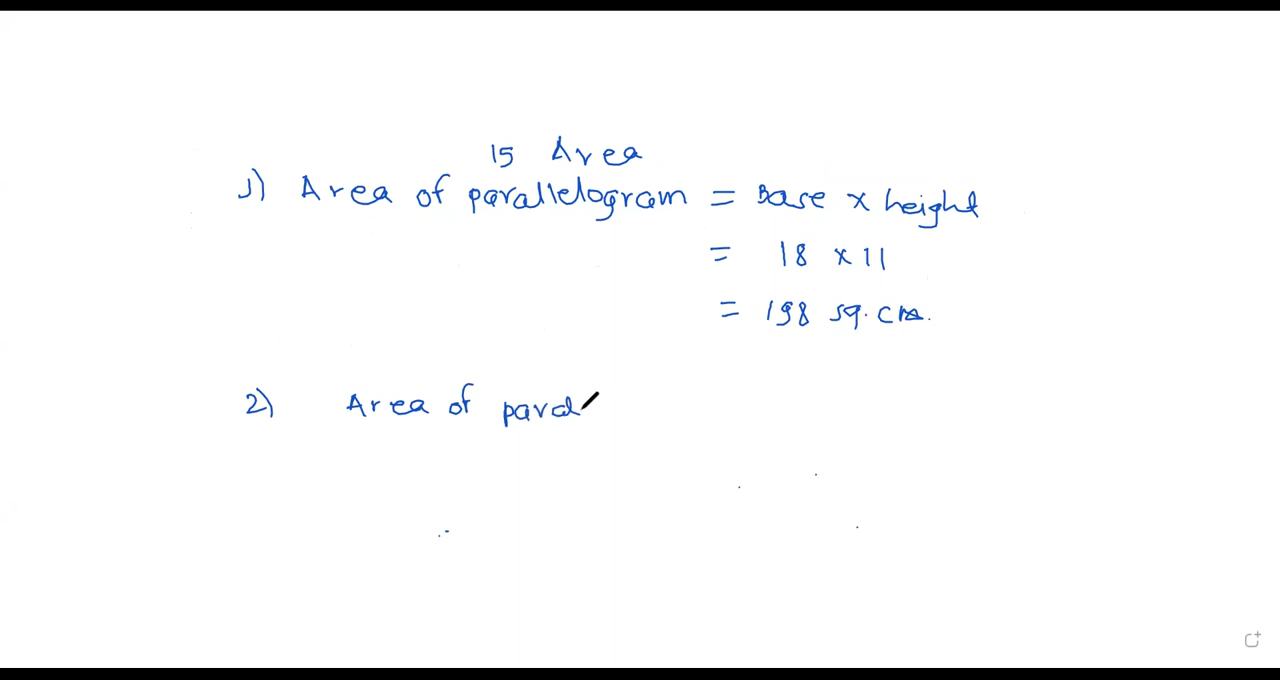 15 Area
1) Area of parallelogram = Base x height
= 18 x 11
= 198 sq. cm.
2) Area of paral